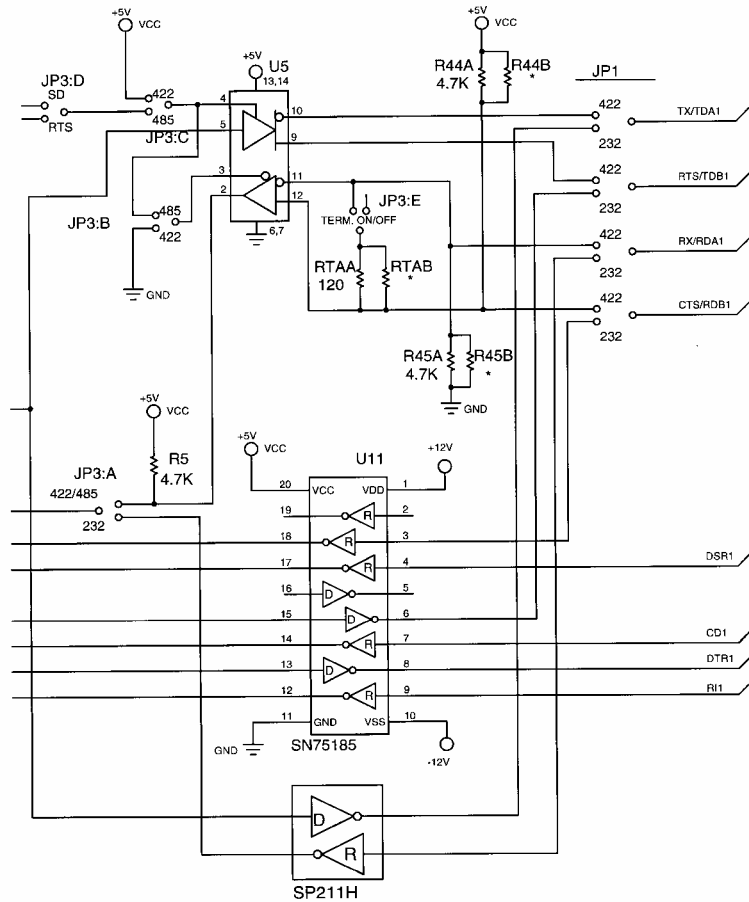 +5V
VCC
+5V
VCC
+5V
U5
13,14
R44A
4.7K
R44B
*
JP1
JP3:D
SD
RTS
422
485
JP3:C
4
5
10
9
422
232
TX/TDA1
3
2
11
12
422
232
RTS/TDB1
JP3:B
485
422
JP3:E
TERM. ON/OFF
6,7
422
232
RX/RDA1
GND
RTAA
120
RTAB
*
422
232
CTS/RDB1
R45A
4.7K
R45B
*
GND
+5V
VCC
R5
4.7K
JP3:A
422/485
232
+5V
VCC
U11
+12V
20
VCC
VDD
1
19
R
2
18
R
3
17
R
4
DSR1
16
D
5
15
D
6
14
R
7
CD1
13
D
8
DTR1
12
R
9
RI1
11
GND
VSS
10
GND
SN75185
-12V
D
R
SP211H